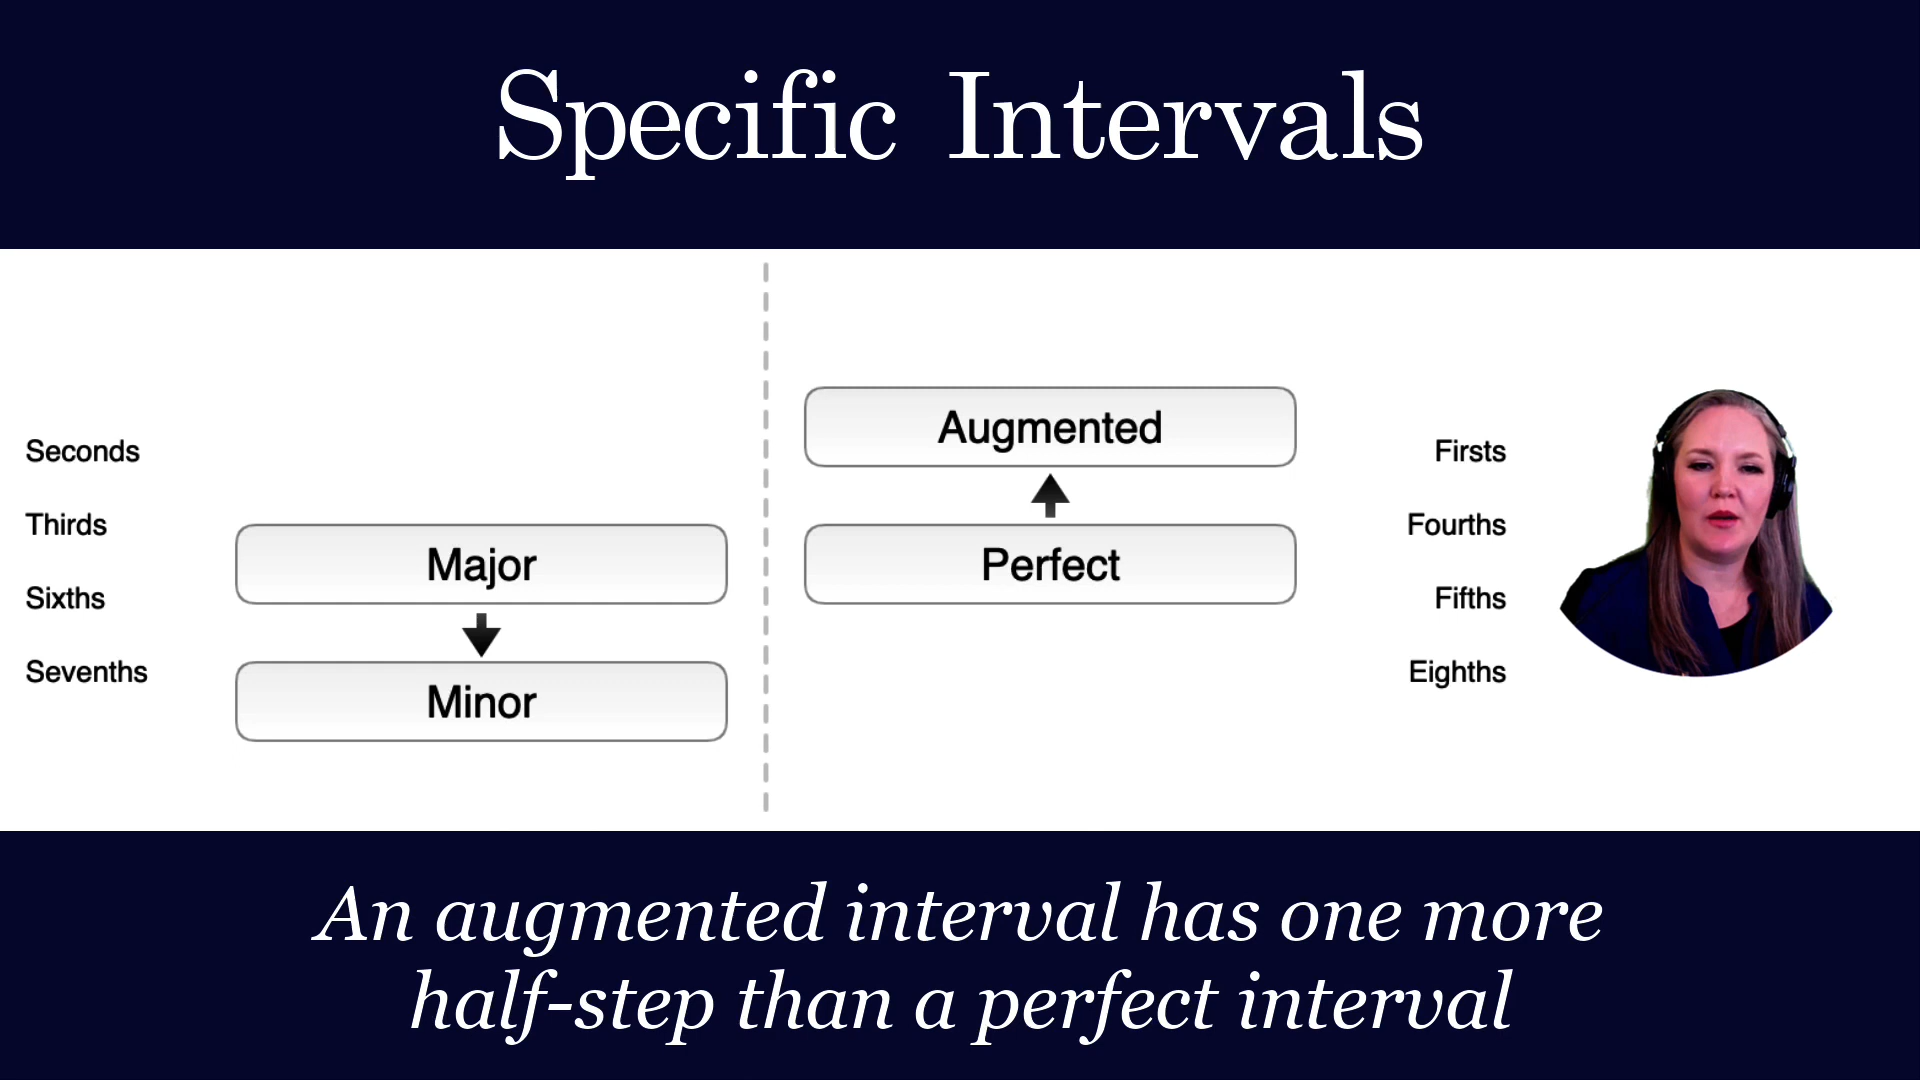 Specific Intervals
Seconds
Thirds
Sixths
Sevenths
Major
Minor
Augmented
Perfect
Firsts
Fourths
Fifths
Eighths
An augmented interval has one more
half-step than a perfect interval